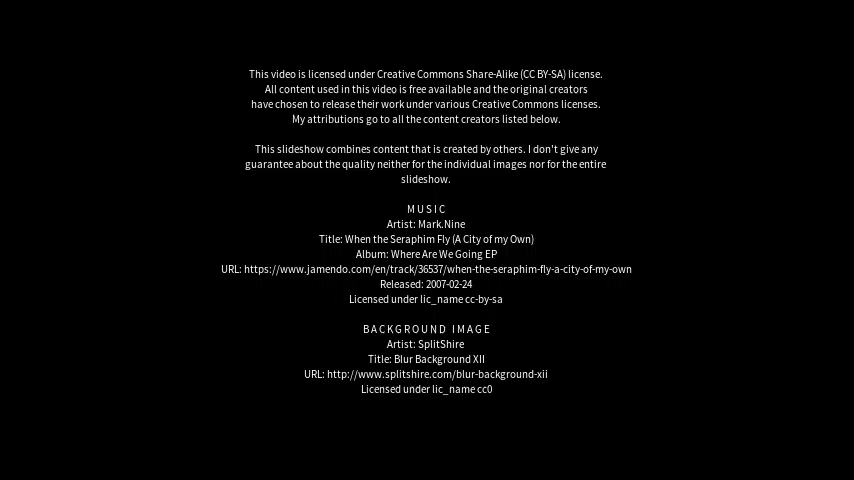 This video is licensed under Creative Commons Share-Alike (CC BY-SA) license.
All content used in this video is free available and the original creators
have chosen to release their work under various Creative Commons licenses.
My attributions go to all the content creators listed below.
This slideshow combines content that is created by others. I don't give any
guarantee about the quality neither for the individual images nor for the entire
slideshow.
MUSIC
Artist: Mark.Nine
Title: When the Seraphim Fly (A City of my Own)
Album: Where Are We Going EP
URL: https://www.jamendo.com/en/track/36537/when-the-seraphim-fly-a-city-of-my-own
Released: 2007-02-24
Licensed under lic_name cc-by-sa
BACKGROUND IMAGE
Artist: SplitShire
Title: Blur Background XII
URL: http://www.splitshire.com/blur-background-xii
Licensed under lic_name cc0